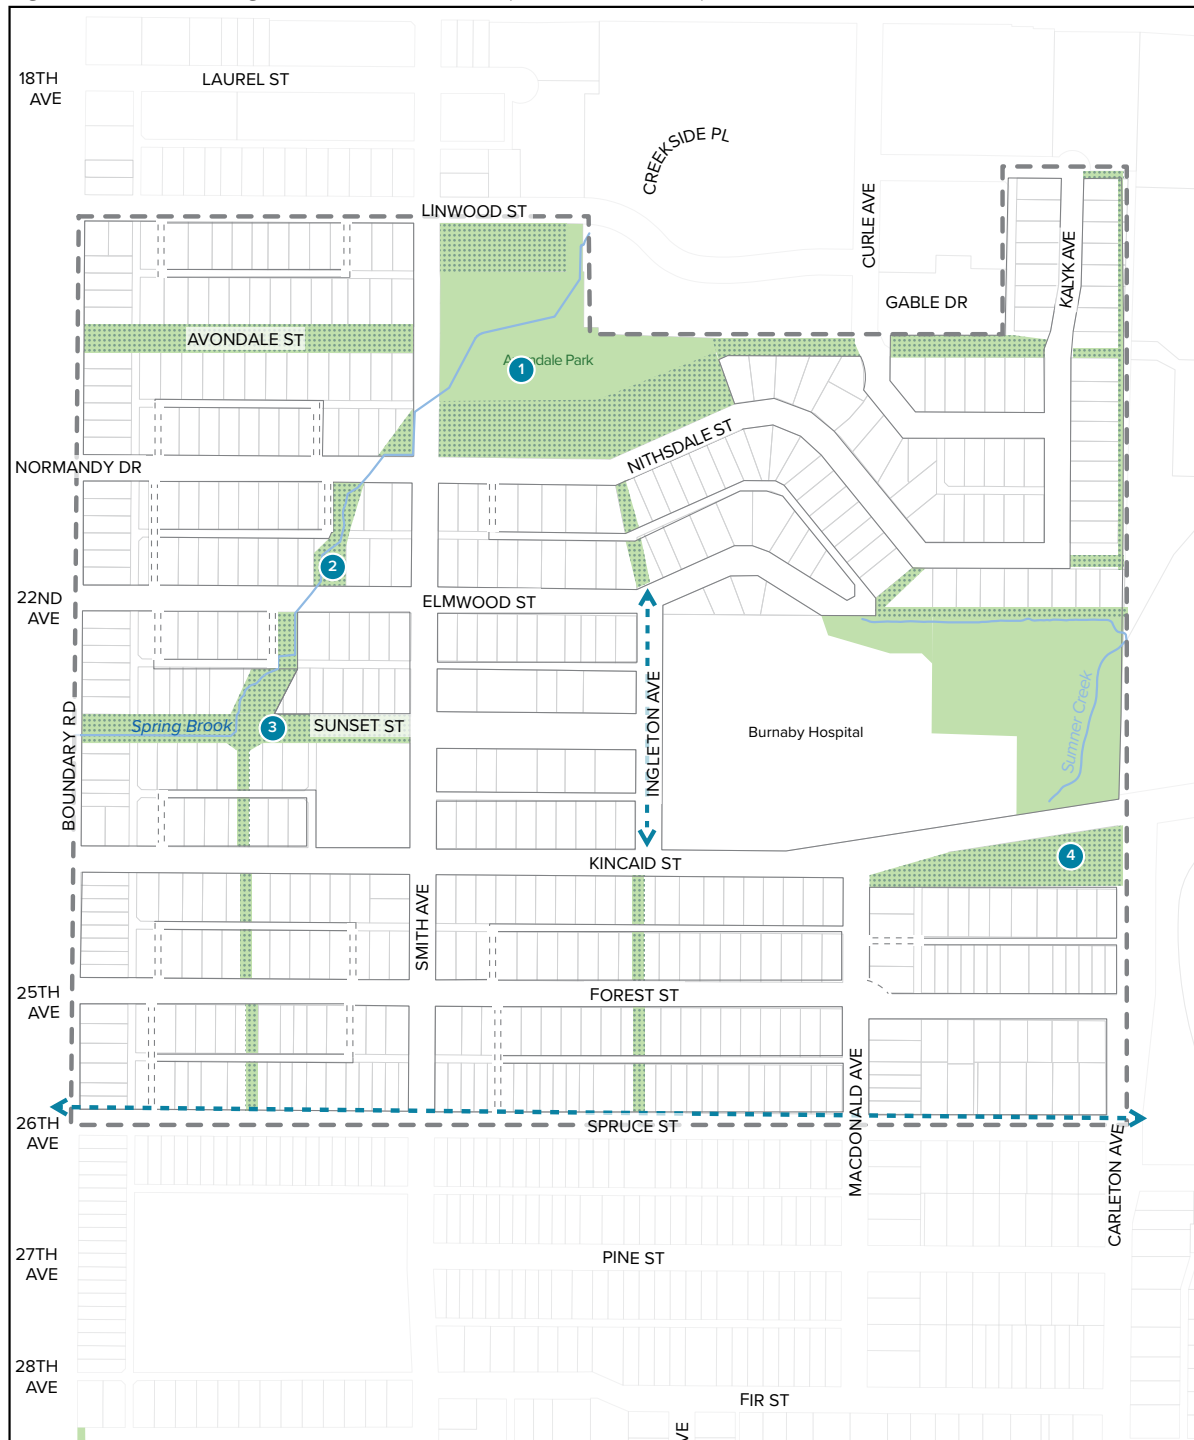 18TH
AVE
LAUREL ST
CREEKSIDE PL
LINWOOD ST
CURLE AVE
KALYK AVE
GABLE DR
AVONDALE ST
1
NITHSDALE ST
NORMANDY DR
2
22ND
AVE
ELMWOOD ST
BOUNDARY RD
Spring Brook
3
SUNSET ST
INGLETON AVE
Burnaby Hospital
Sumner Creek
KINCAID ST
4
SMITH AVE
25TH
AVE
FOREST ST
MACDONALD AVE
26TH
AVE
SPRUCE ST
CARLETON AVE
27TH
AVE
PINE ST
28TH
AVE
FIR ST